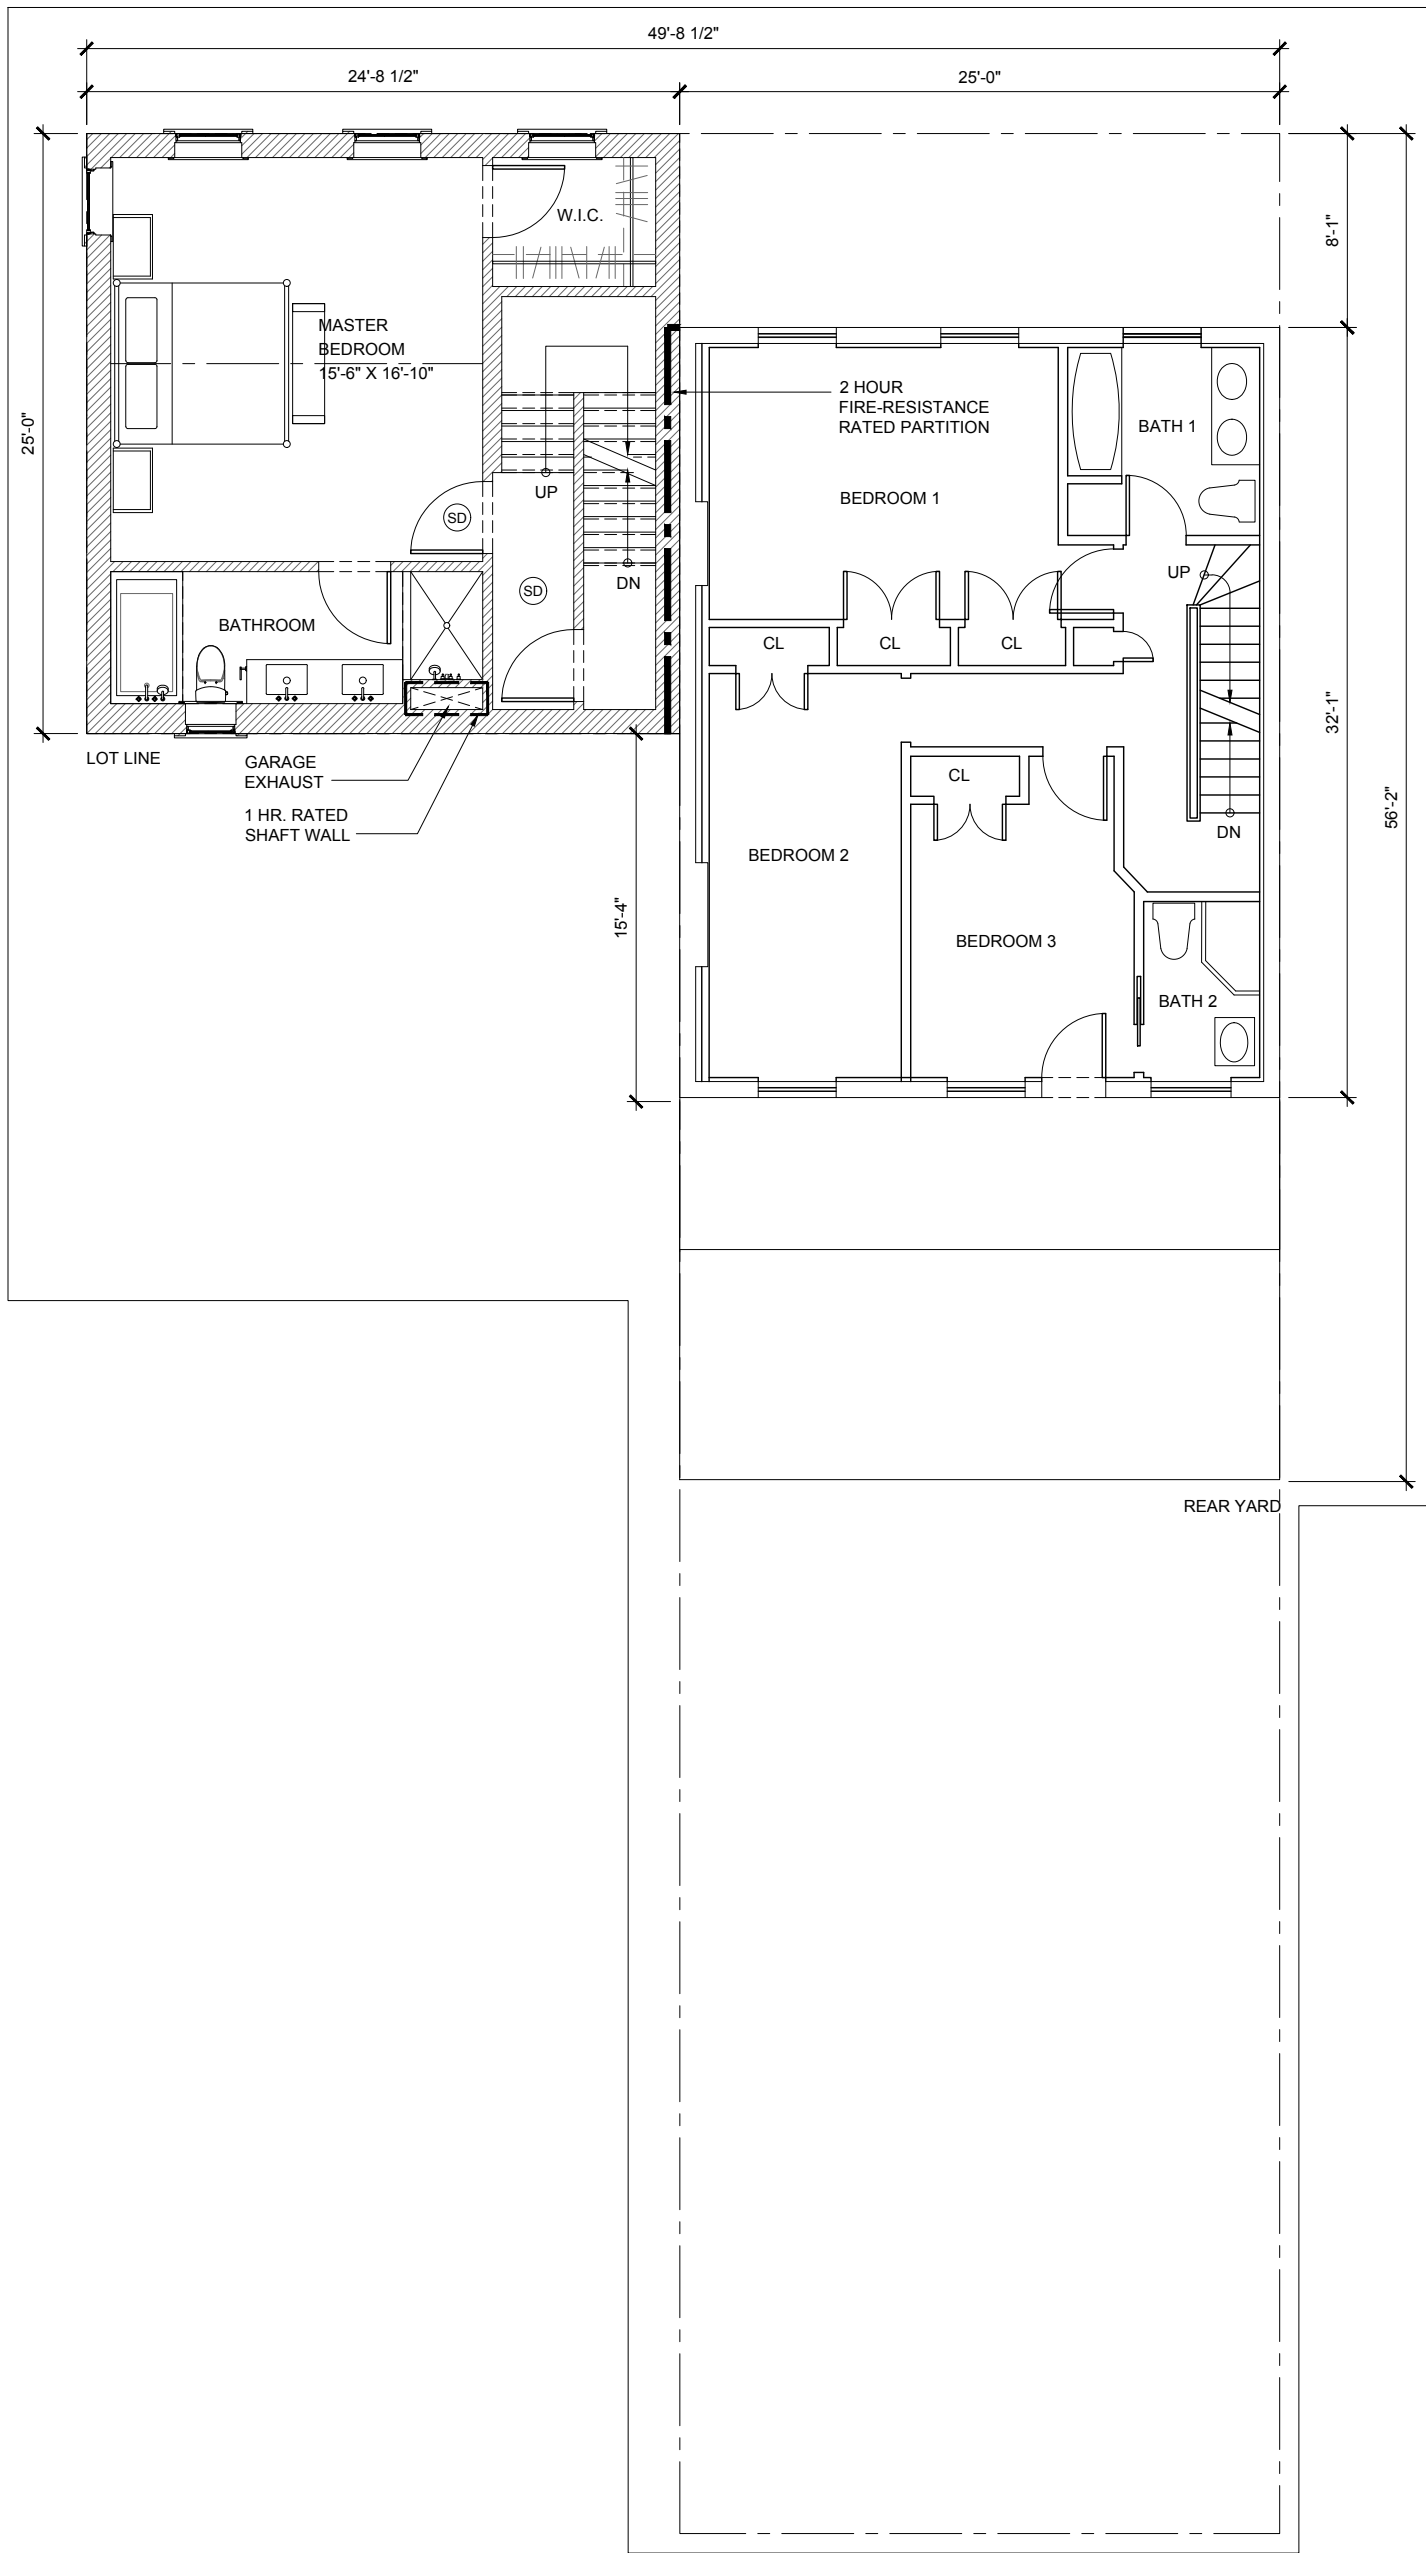 49'-8 1/2"
24'-8 1/2"
25'-0"
25'-0"
8'-1"
56'-2"
32'-1"
15'-4"
W.I.C.
MASTER
BEDROOM
15'-6" X 16'-10"
2 HOUR
FIRE-RESISTANCE
RATED PARTITION
BATH 1
BEDROOM 1
UP
SD
SD
DN
UP
BATHROOM
CL
CL
CL
LOT LINE
GARAGE
EXHAUST
1 HR. RATED
SHAFT WALL
CL
DN
BEDROOM 2
BEDROOM 3
BATH 2
REAR YARD